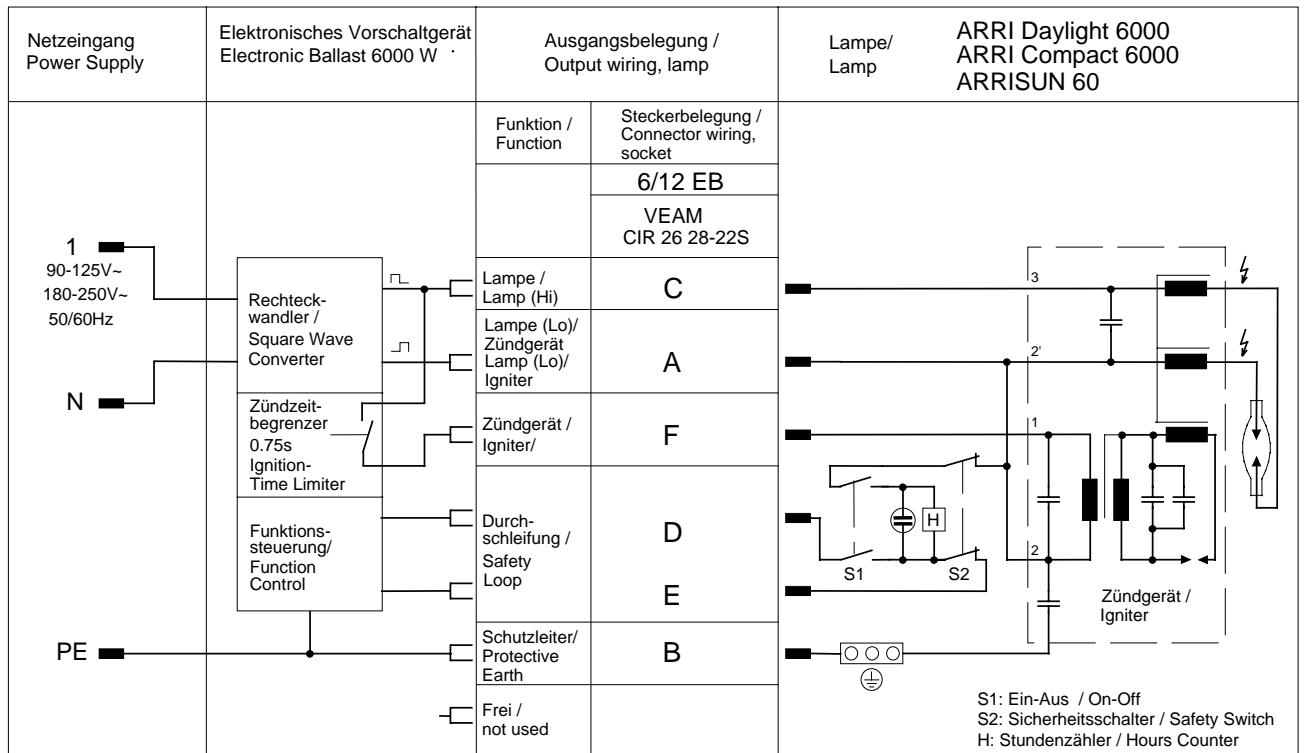 Netzeingang
Power Supply
Elektronisches Vorschaltgerät
Electronic Ballast 6000 W .
Ausgangsbelegung /
Output wiring, lamp
Lampe/
Lamp
ARRI Daylight 6000
ARRI Compact 6000
ARRISUN 60
Funktion /
Function
Steckerbelegung /
Connector wiring,
socket
6/12 EB
VEAM
CIR 26 28-22S
1
90-125V~
180-250V~
50/60Hz
N
PE
Rechteck-
wandler /
Square Wave
Converter
Zündzeit-
begrenzer
0.75s
Ignition-
Time Limiter
Funktions-
steuerung/
Function
Control
Lampe /
Lamp (Hi)
C
Lampe (Lo)/
Zündgerät
Lamp (Lo)/
Igniter
A
Zündgerät /
Igniter/
F
Durch-
schleifung /
Safety
Loop
D
E
Schutzleiter/
Protective
Earth
B
Frei /
not used
3
2'
1
2
H
S1
S2
Zündgerät /
Igniter
S1: Ein-Aus / On-Off
S2: Sicherheitsschalter / Safety Switch
H: Stundenzähler / Hours Counter